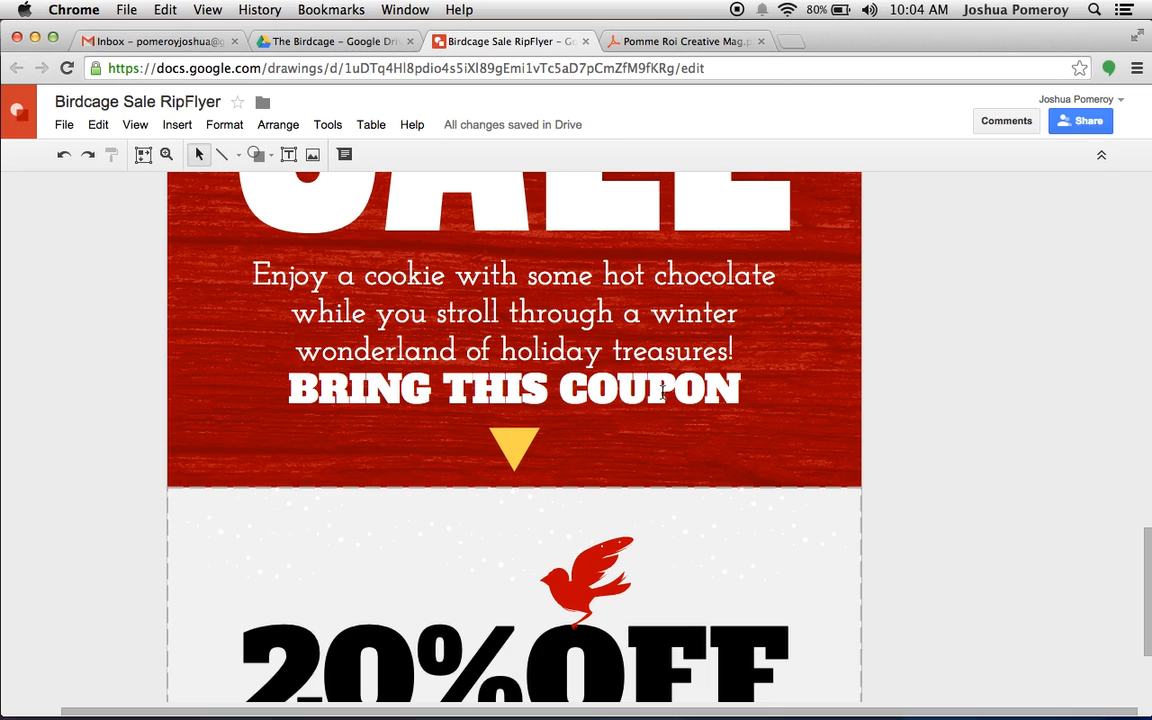 Chrome File Edit View History Bookmarks Window Help 80% 10:04 AM Joshua Pomeroy
Inbox – pomeroyjoshua@g The Birdcage – Google Dri Birdcage Sale RipFlyer – Go Pomme Roi Creative Mag.p
https://docs.google.com/drawings/d/1uDTq4Hl8pdio4s5iXl89gEmi1vTc5aD7pCmZfM9fKRg/edit
Birdcage Sale RipFlyer Joshua Pomeroy
File Edit View Insert Format Arrange Tools Table Help All changes saved in Drive Comments Share
SALE
Enjoy a cookie with some hot chocolate
while you stroll through a winter
wonderland of holiday treasures!
BRING THIS COUPON
20%OFF